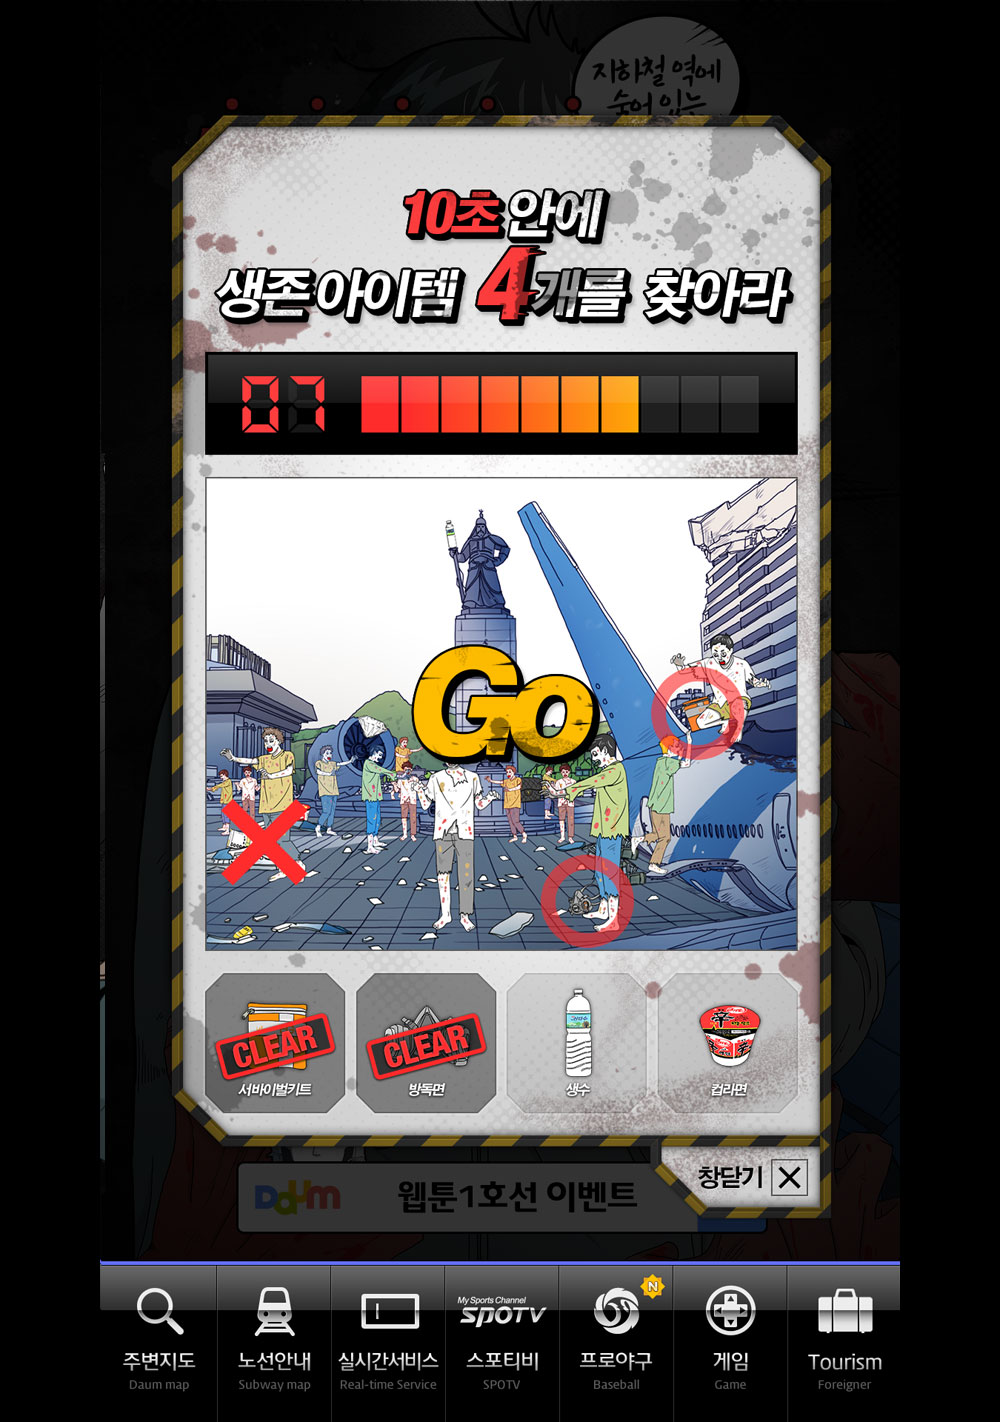 지하철 역에
숨어 있는
10초 안에
생존 아이템 4개를 찾아라
07
Go
CLEAR
서바이벌키트
CLEAR
방독면
생수
辛
컵라면
창닫기
Daum
웹툰1호선 이벤트
주변지도
Daum map
노선안내
Subway map
실시간서비스
Real-time Service
My Sports Channel
SPOTV
스포티비
SPOTV
N
프로야구
Baseball
게임
Game
Tourism
Foreigner